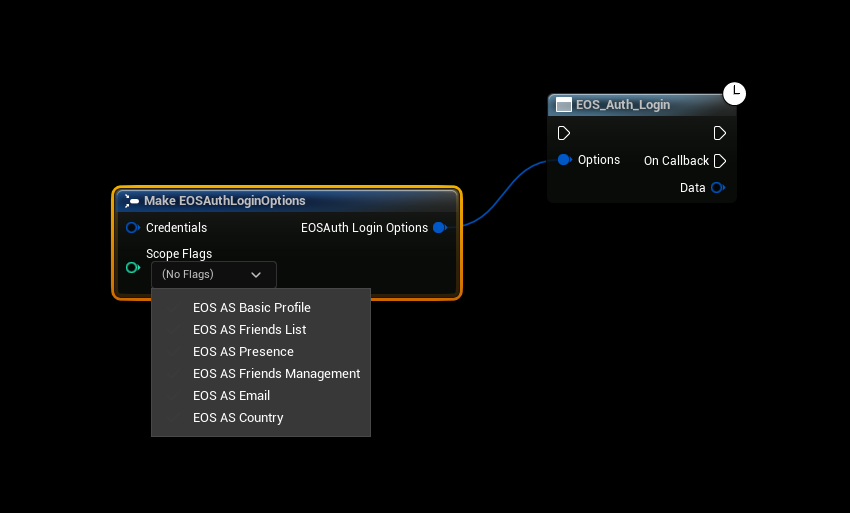 EOS_Auth_Login
Options
On Callback
Data
Make EOSAuthLoginOptions
Credentials
EOSAuth Login Options
Scope Flags
(No Flags)
EOS AS Basic Profile
EOS AS Friends List
EOS AS Presence
EOS AS Friends Management
EOS AS Email
EOS AS Country